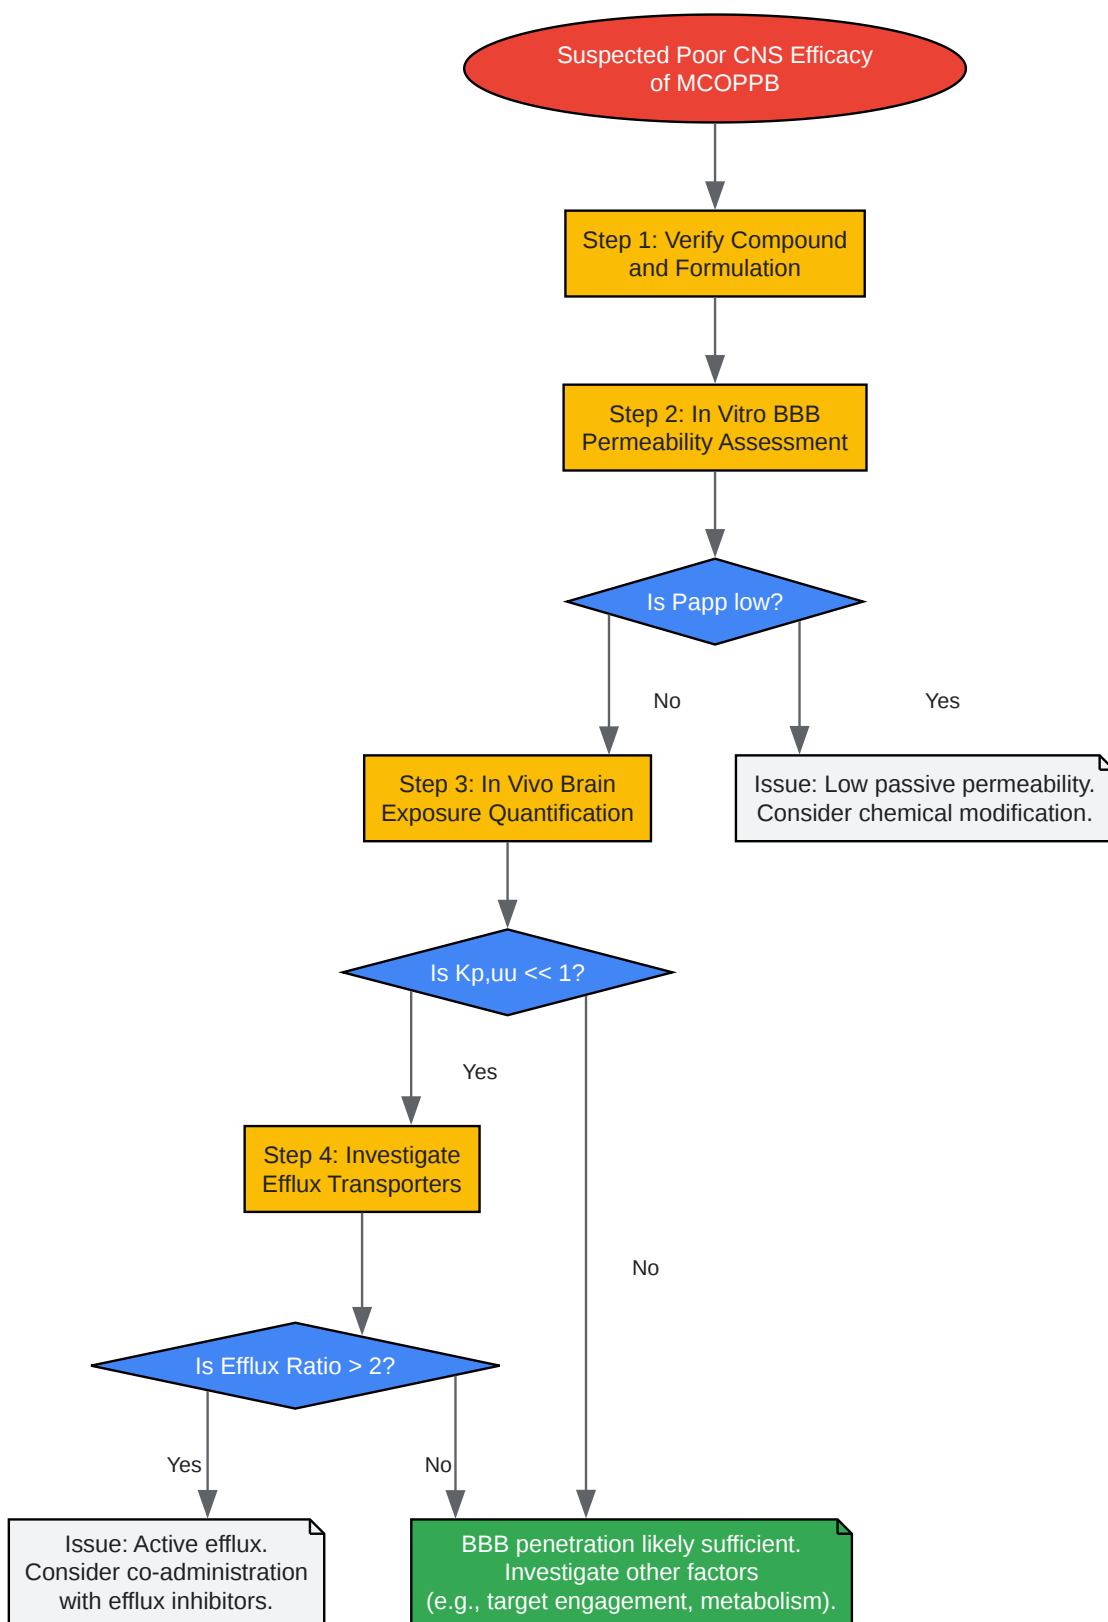 Suspected Poor CNS Efficacy
of MCOPPB
Step 1: Verify Compound
and Formulation
Step 2: In Vitro BBB
Permeability Assessment
Is Papp low?
No
Yes
Step 3: In Vivo Brain
Exposure Quantification
Issue: Low passive permeability.
Consider chemical modification.
Is Kp,uu << 1?
Yes
Step 4: Investigate
Efflux Transporters
No
Is Efflux Ratio > 2?
Yes
No
Issue: Active efflux.
Consider co-administration
with efflux inhibitors.
BBB penetration likely sufficient.
Investigate other factors
(e.g., target engagement, metabolism).